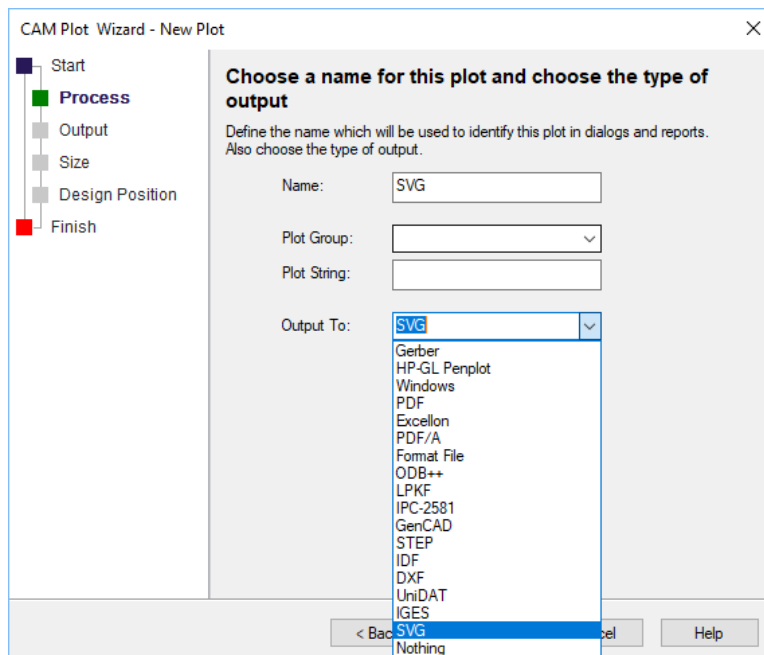 CAM Plot Wizard - New Plot
Start
Process
Output
Size
Design Position
Finish
Choose a name for this plot and choose the type of
output
Define the name which will be used to identify this plot in dialogs and reports.
Also choose the type of output.
Name: SVG
Plot Group:
Plot String:
Output To: SVG
Gerber
HP-GL Penplot
Windows
PDF
Excellon
PDF/A
Format File
ODB++
LPKF
IPC-2581
GenCAD
STEP
IDF
DXF
UniDAT
IGES
SVG
Nothing
< Bac
cel
Help